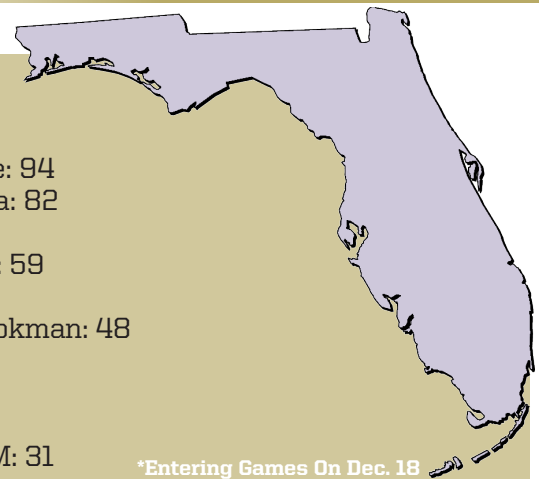 e: 94
a: 82
: 59
okman: 48
M: 31
*Entering Games On Dec. 18